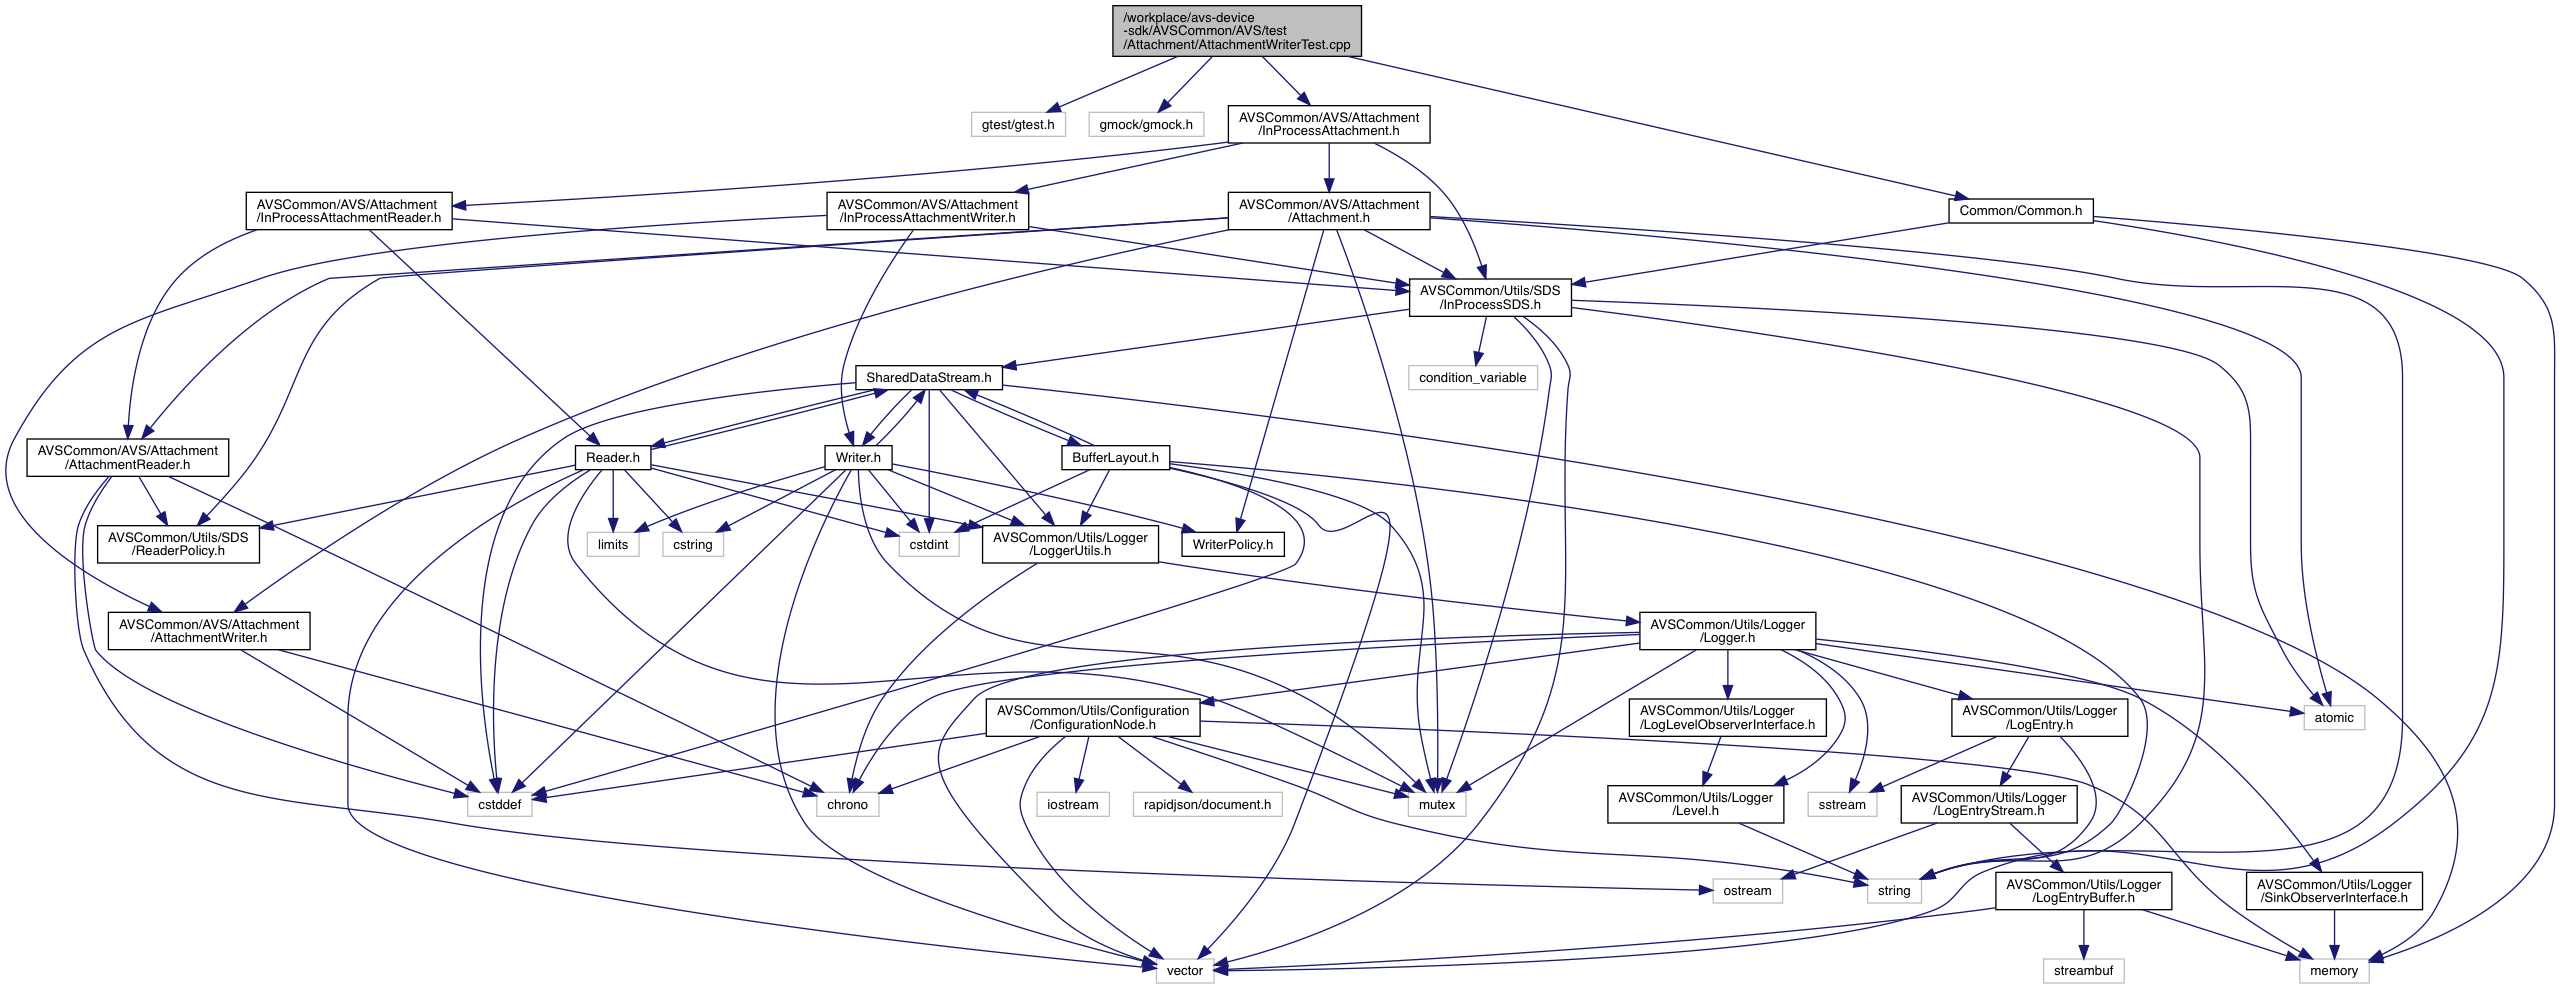 /workplace/avs-device
-sdk/AVSCommon/AVS/test
/Attachment/AttachmentWriterTest.cpp
gtest/gtest.h
gmock/gmock.h
AVSCommon/AVS/Attachment
/InProcessAttachment.h
AVSCommon/AVS/Attachment
/InProcessAttachmentReader.h
AVSCommon/AVS/Attachment
/InProcessAttachmentWriter.h
AVSCommon/AVS/Attachment
/Attachment.h
Common/Common.h
AVSCommon/Utils/SDS
/InProcessSDS.h
SharedDataStream.h
condition_variable
AVSCommon/AVS/Attachment
/AttachmentReader.h
Reader.h
Writer.h
BufferLayout.h
AVSCommon/Utils/SDS
/ReaderPolicy.h
limits
cstring
cstdint
AVSCommon/Utils/Logger
/LoggerUtils.h
WriterPolicy.h
AVSCommon/AVS/Attachment
/AttachmentWriter.h
AVSCommon/Utils/Logger
/Logger.h
AVSCommon/Utils/Configuration
/ConfigurationNode.h
AVSCommon/Utils/Logger
/LogLevelObserverInterface.h
AVSCommon/Utils/Logger
/LogEntry.h
atomic
cstddef
chrono
iostream
rapidjson/document.h
mutex
AVSCommon/Utils/Logger
/Level.h
sstream
AVSCommon/Utils/Logger
/LogEntryStream.h
ostream
string
AVSCommon/Utils/Logger
/LogEntryBuffer.h
AVSCommon/Utils/Logger
/SinkObserverInterface.h
vector
streambuf
memory